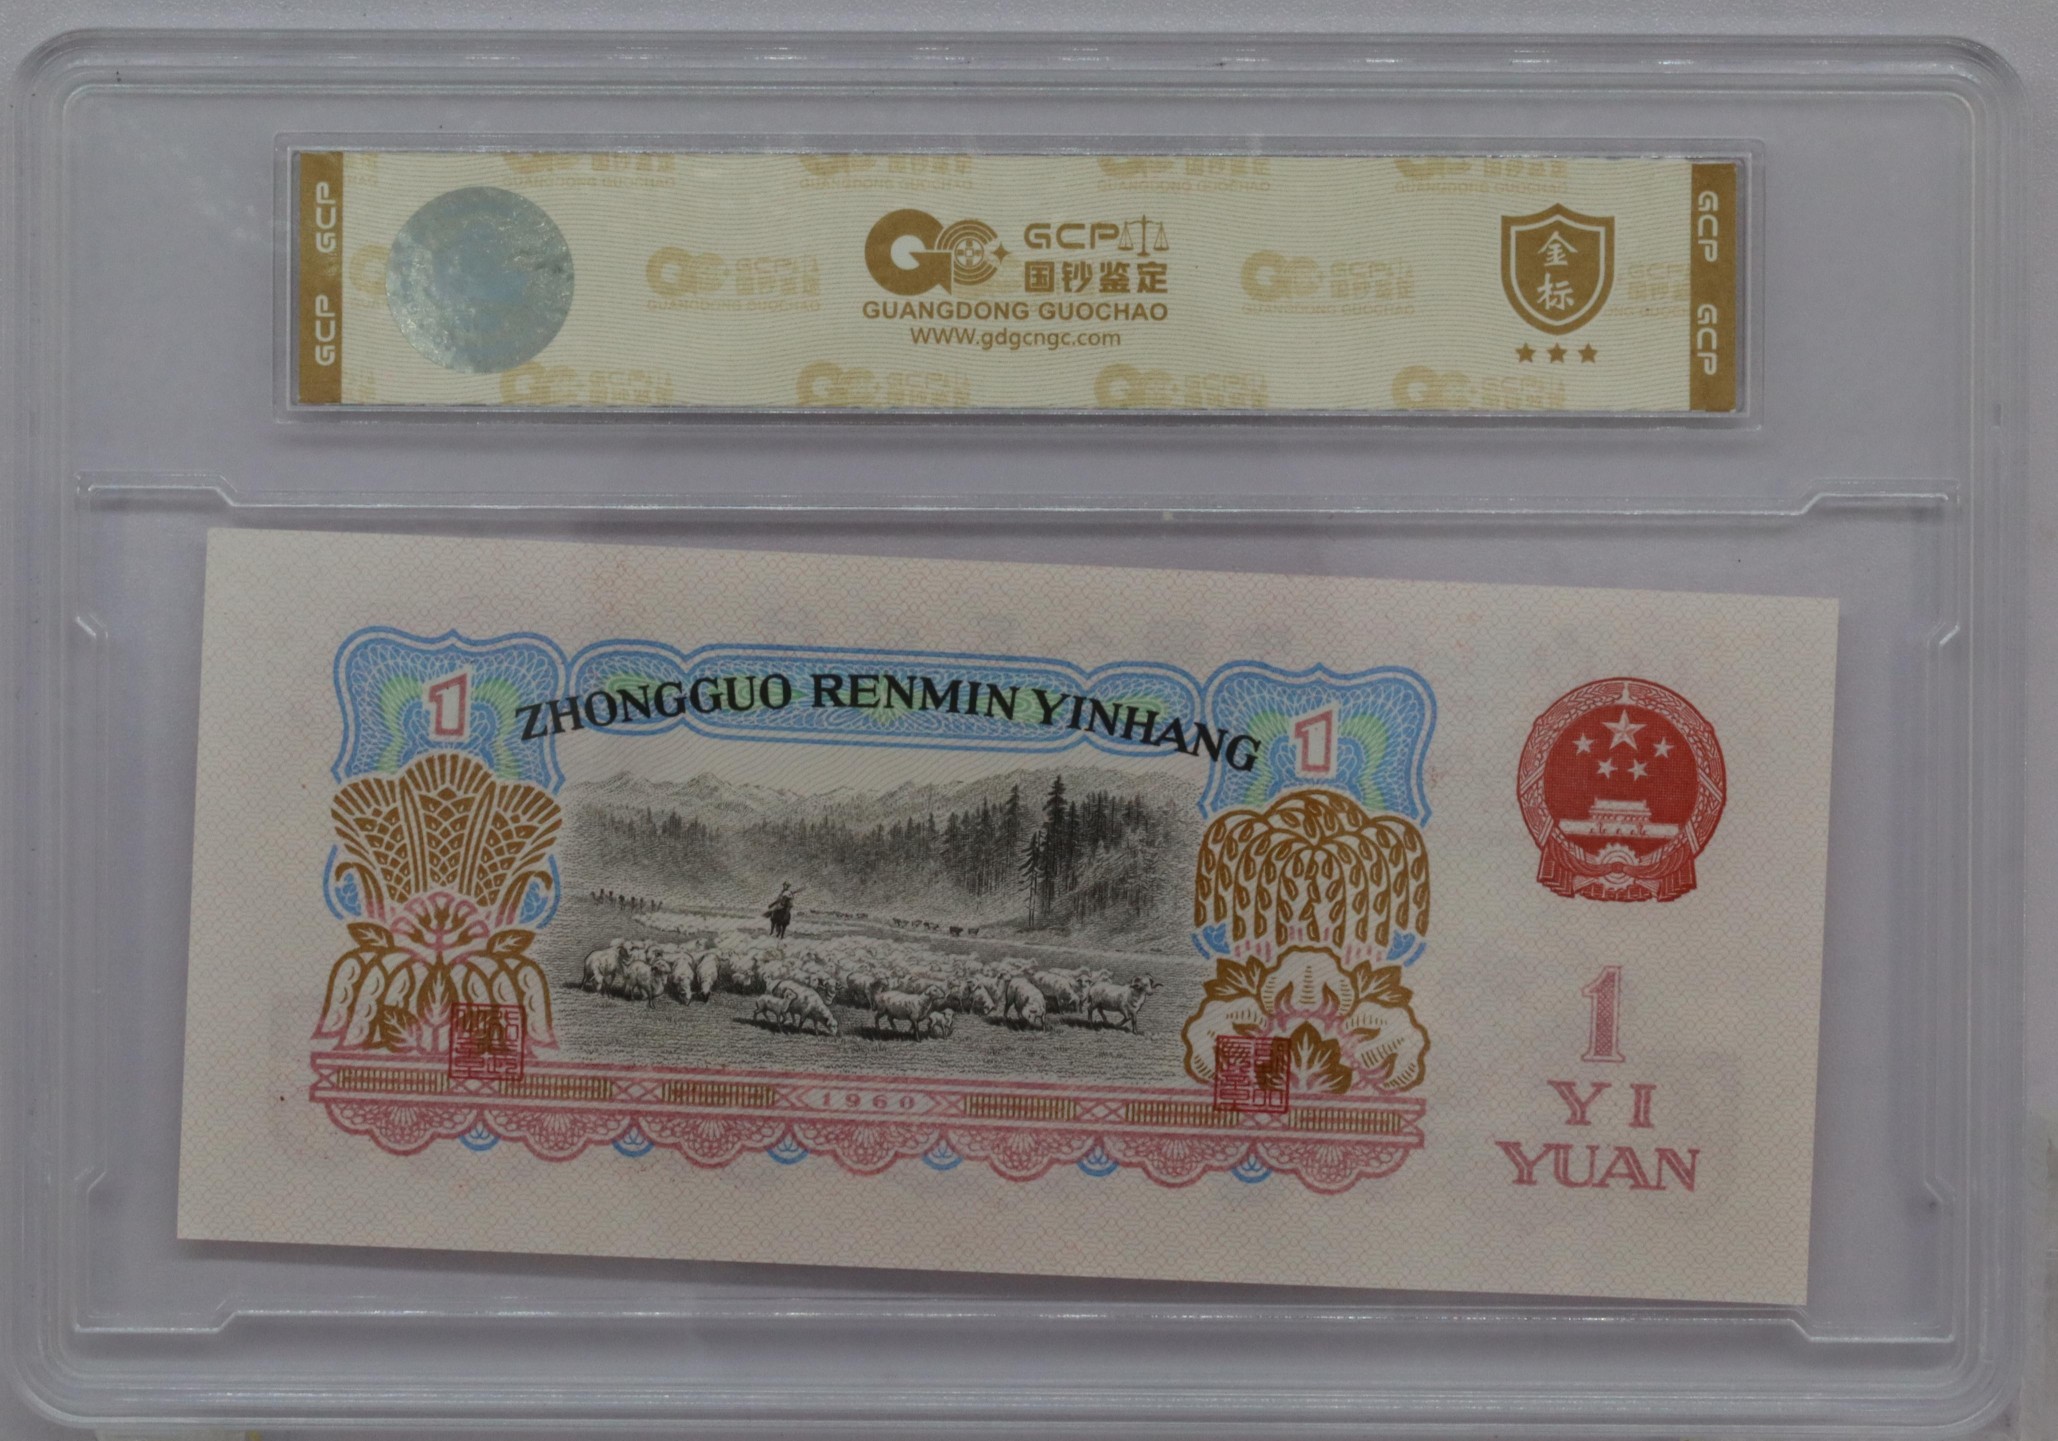 GCP GCP
GCP
国钞鉴定
GUANGDONG GUOCHAO
WWW.gdgcngc.com
金
标
GCP GCP
1 ZHONGGUO RENMIN YINHANG 1
1960
1
YI
YUAN